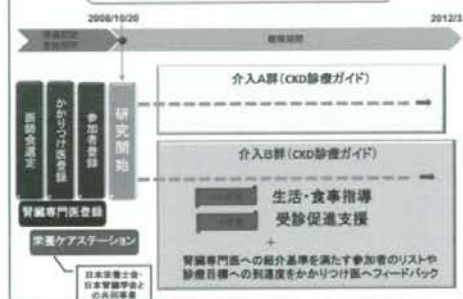 2008/10/20
2012/3
介入A群(CKD診療ガイド)
医師会選定
かかりつけ医登録
参加者登録
研究開始
介入B群(CKD診療ガイド)
生活・食事指導
受診促進支援
+
腎臓専門医への紹介基準を満たす参加者のリストや
診療目標への到達度をかかりつけ医へフィードバック
腎臓専門医登録
栄養ケアステーション
日本栄養士会・
日本腎臓学会と
の共同事業